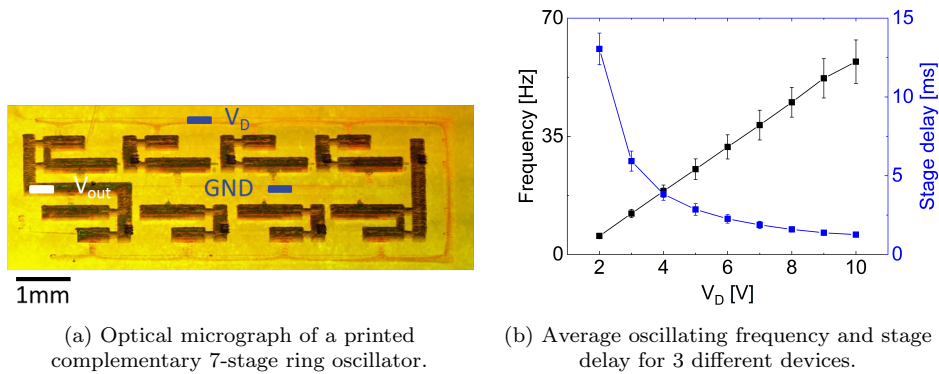 V_D
GND
V_out
1mm
70
35
0
Frequency [Hz]
15
10
5
0
Stage delay [ms]
2 4 6 8 10
V_D [V]
(a) Optical micrograph of a printed
complementary 7-stage ring oscillator.
(b) Average oscillating frequency and stage
delay for 3 different devices.